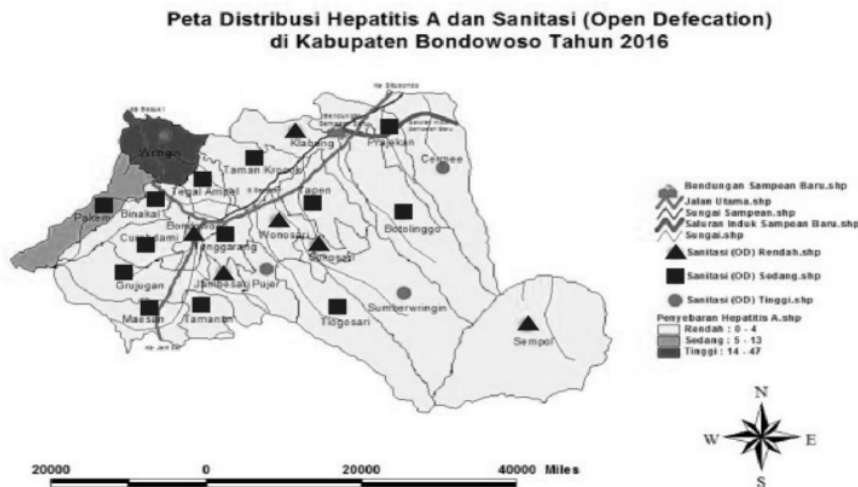 Peta Distribusi Hepatitis A dan Sanitasi (Open Defecation)
di Kabupaten Bondowoso Tahun 2016
Ke Situbondo
Ke Besuki
Klabang
Prajekan
Wringin
Taman Krocok
Cermee
Tegal Ampel
Tapen
Pakem
Binakal
Botolinggo
Wonosari
Tenggarang
Sukosari
Grujugan
Jambesari
Pujer
Sumberwringin
Maesan
Tamanan
Tlogosari
Sempol
Bendungan Sampean Baru.shp
Jalan Utama.shp
Sungai Sampean.shp
Saluran Induk Sampean Baru.shp
Sungai.shp
Sanitasi (OD) Rendah.shp
Sanitasi (OD) Sedang.shp
Sanitasi (OD) Tinggi.shp
Penyebaran Hepatitis A.shp
Rendah : 0 - 4
Sedang : 5 - 13
Tinggi : 14 - 47
N
W E
S
20000 0 20000 40000 Miles